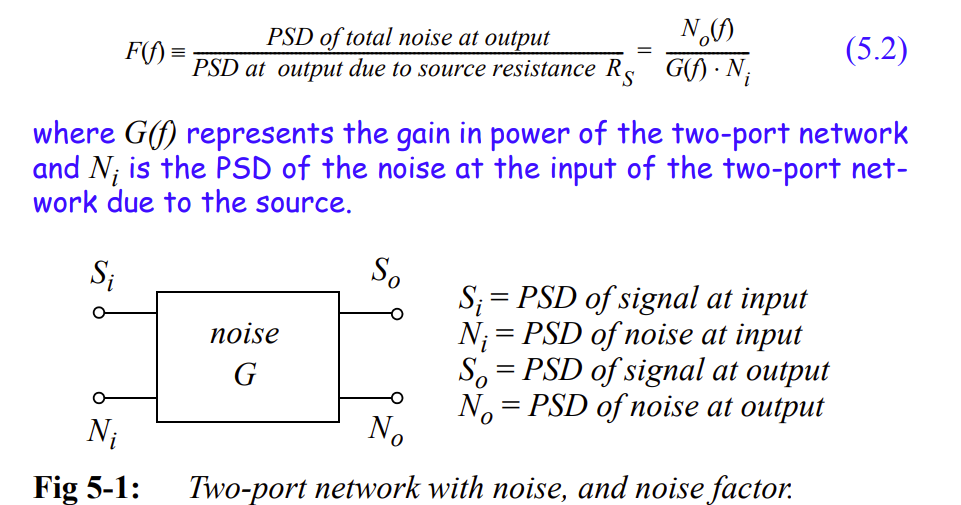 F(f) ≡ PSD of total noise at output / PSD at output due to source resistance R_S = N_o(f) / G(f) · N_i (5.2)
where G(f) represents the gain in power of the two-port network
and N_i is the PSD of the noise at the input of the two-port net-
work due to the source.
S_i
S_o
noise
G
N_i
N_o
S_i = PSD of signal at input
N_i = PSD of noise at input
S_o = PSD of signal at output
N_o = PSD of noise at output
Fig 5-1: Two-port network with noise, and noise factor.